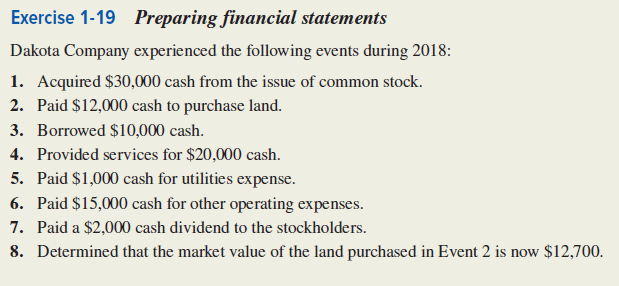 Exercise 1-19 Preparing financial statements
Dakota Company experienced the following events during 2018:
1. Acquired $30,000 cash from the issue of common stock.
2. Paid $12,000 cash to purchase land.
3. Borrowed $10,000 cash.
4. Provided services for $20,000 cash.
5. Paid $1,000 cash for utilities expense.
6. Paid $15,000 cash for other operating expenses.
7. Paid a $2,000 cash dividend to the stockholders.
8. Determined that the market value of the land purchased in Event 2 is now $12,700.